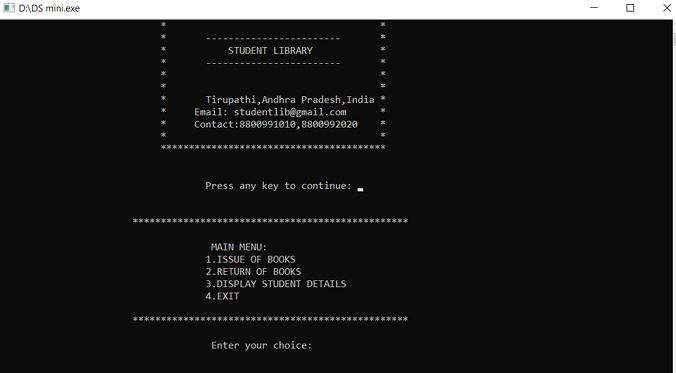 D:\DS mini.exe
* *
* ------------------------ *
* STUDENT LIBRARY *
* ------------------------ *
* *
* *
* Tirupathi,Andhra Pradesh,India *
* Email: studentlib@gmail.com *
* Contact:8800991010,8800992020 *
* *
****************************************
Press any key to continue:
*************************************************
MAIN MENU:
1.ISSUE OF BOOKS
2.RETURN OF BOOKS
3.DISPLAY STUDENT DETAILS
4.EXIT
*************************************************
Enter your choice: